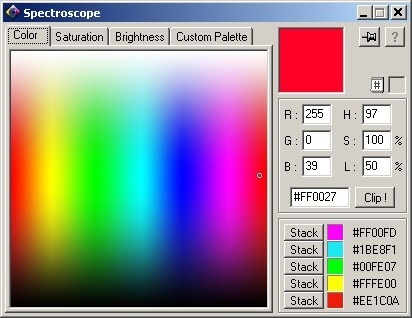 Spectroscope
Color Saturation Brightness Custom Palette
?
#
R : 255 H : 97
G : 0 S : 100 %
B : 39 L : 50 %
#FF0027 Clip !
Stack #FF00FD
Stack #1BE8F1
Stack #00FE07
Stack #FFFE00
Stack #EE1C0A